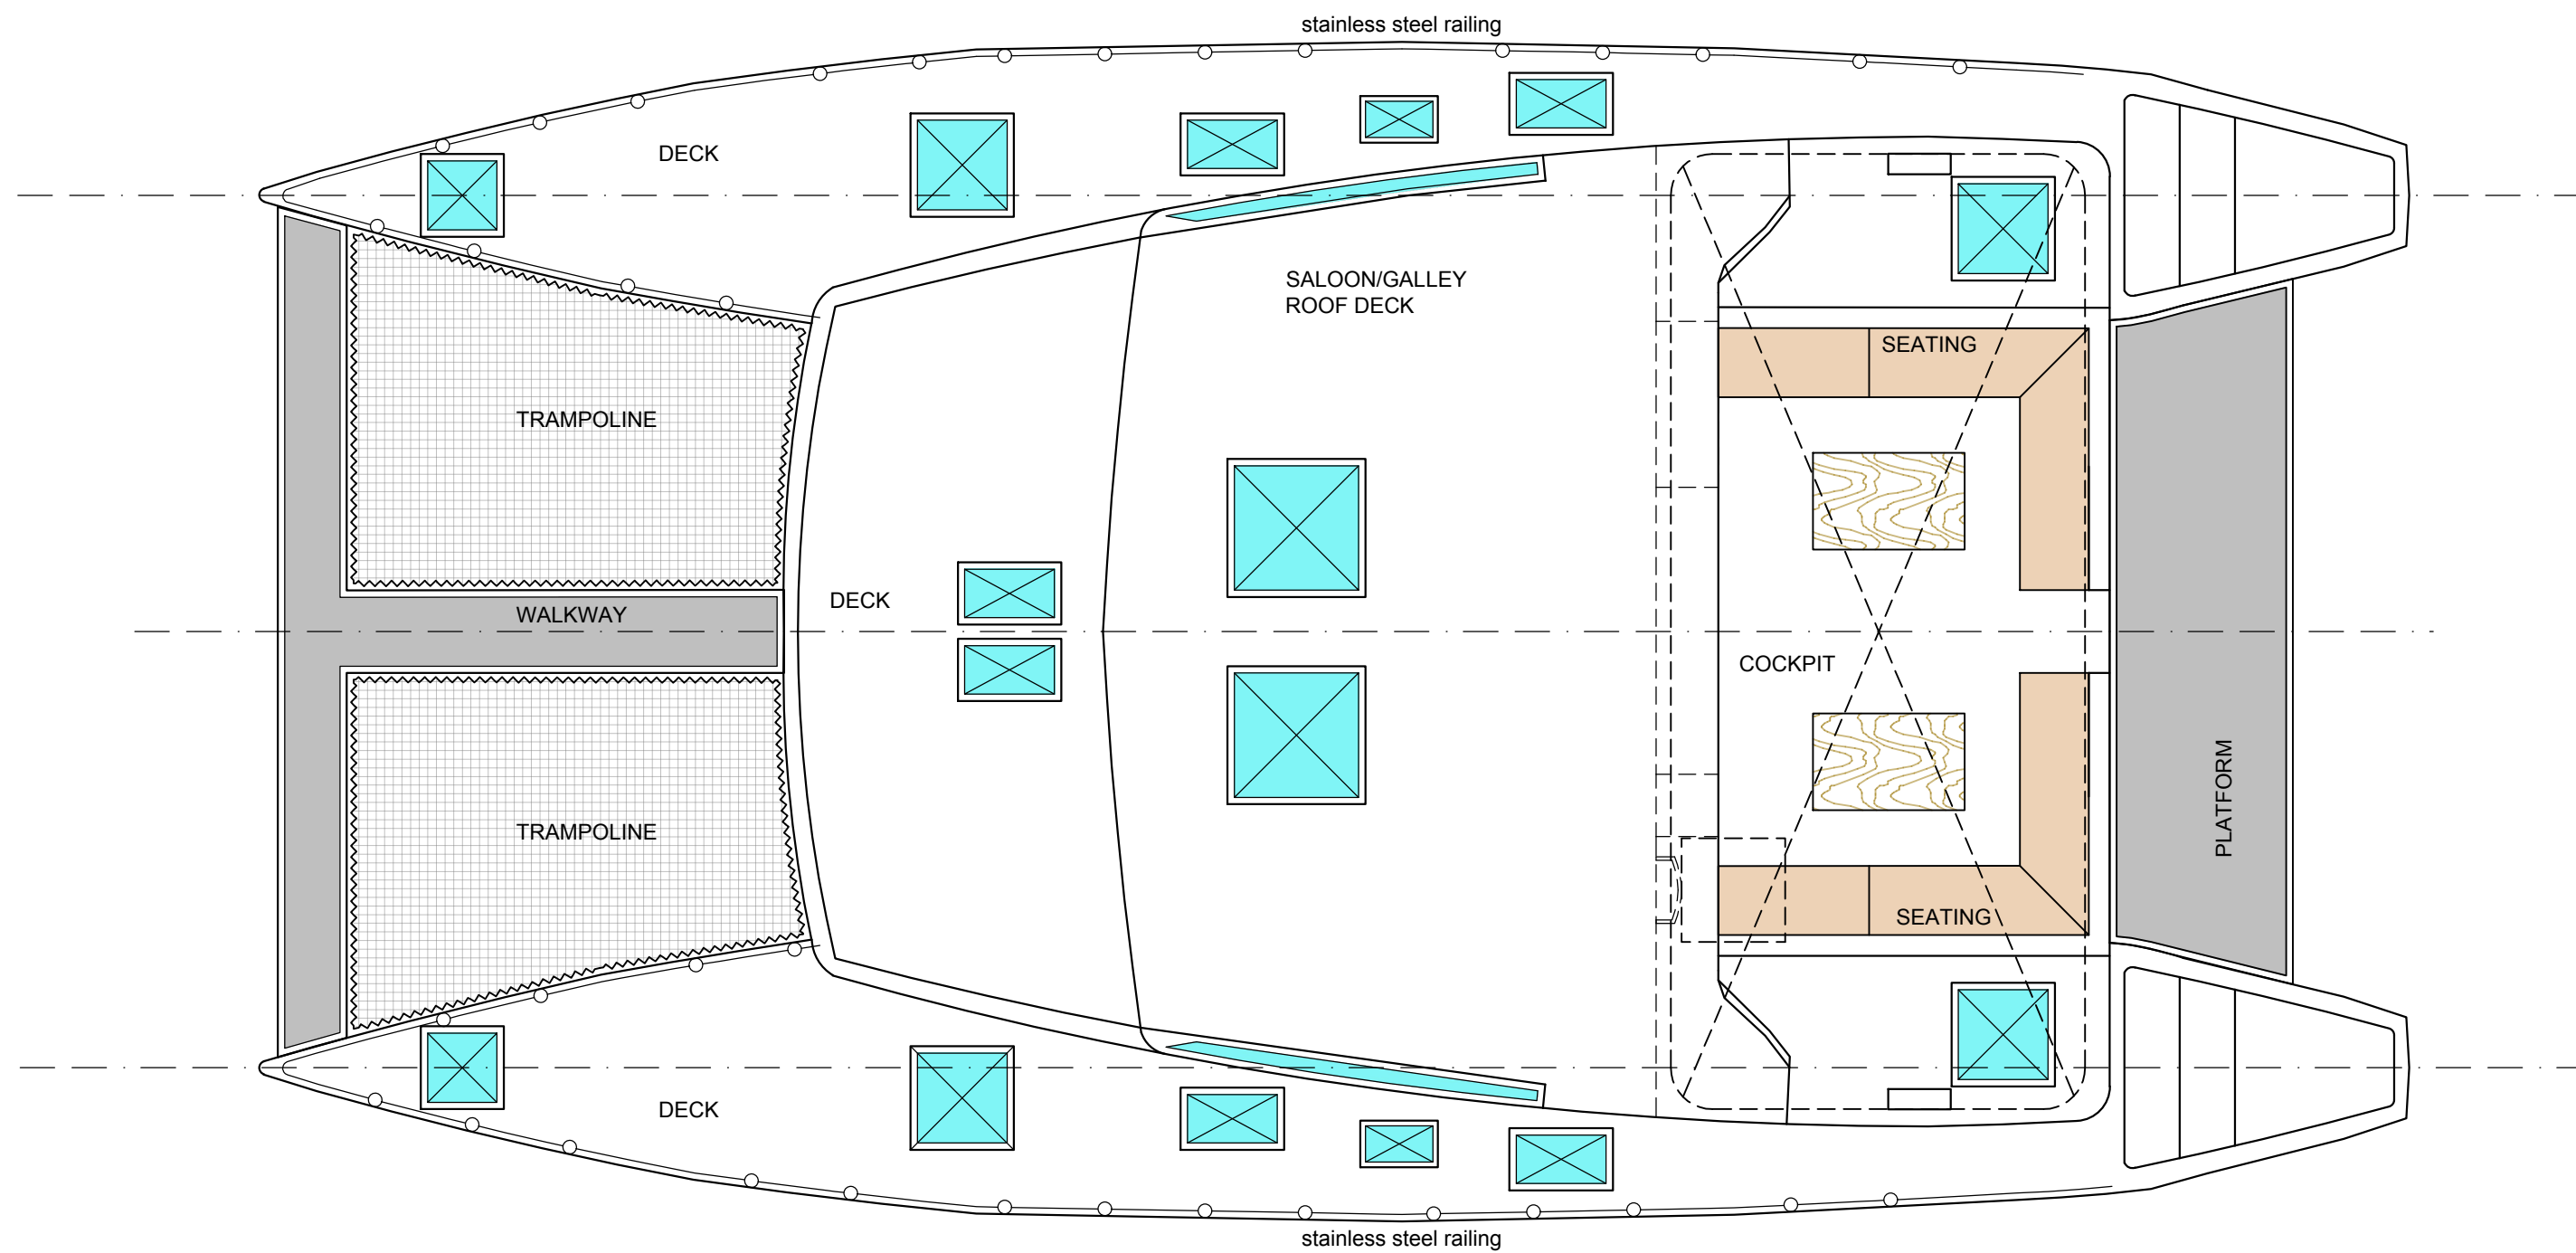 stainless steel railing
DECK
SALOON/GALLEY
ROOF DECK
SEATING
TRAMPOLINE
WALKWAY
DECK
COCKPIT
PLATFORM
TRAMPOLINE
SEATING
DECK
stainless steel railing